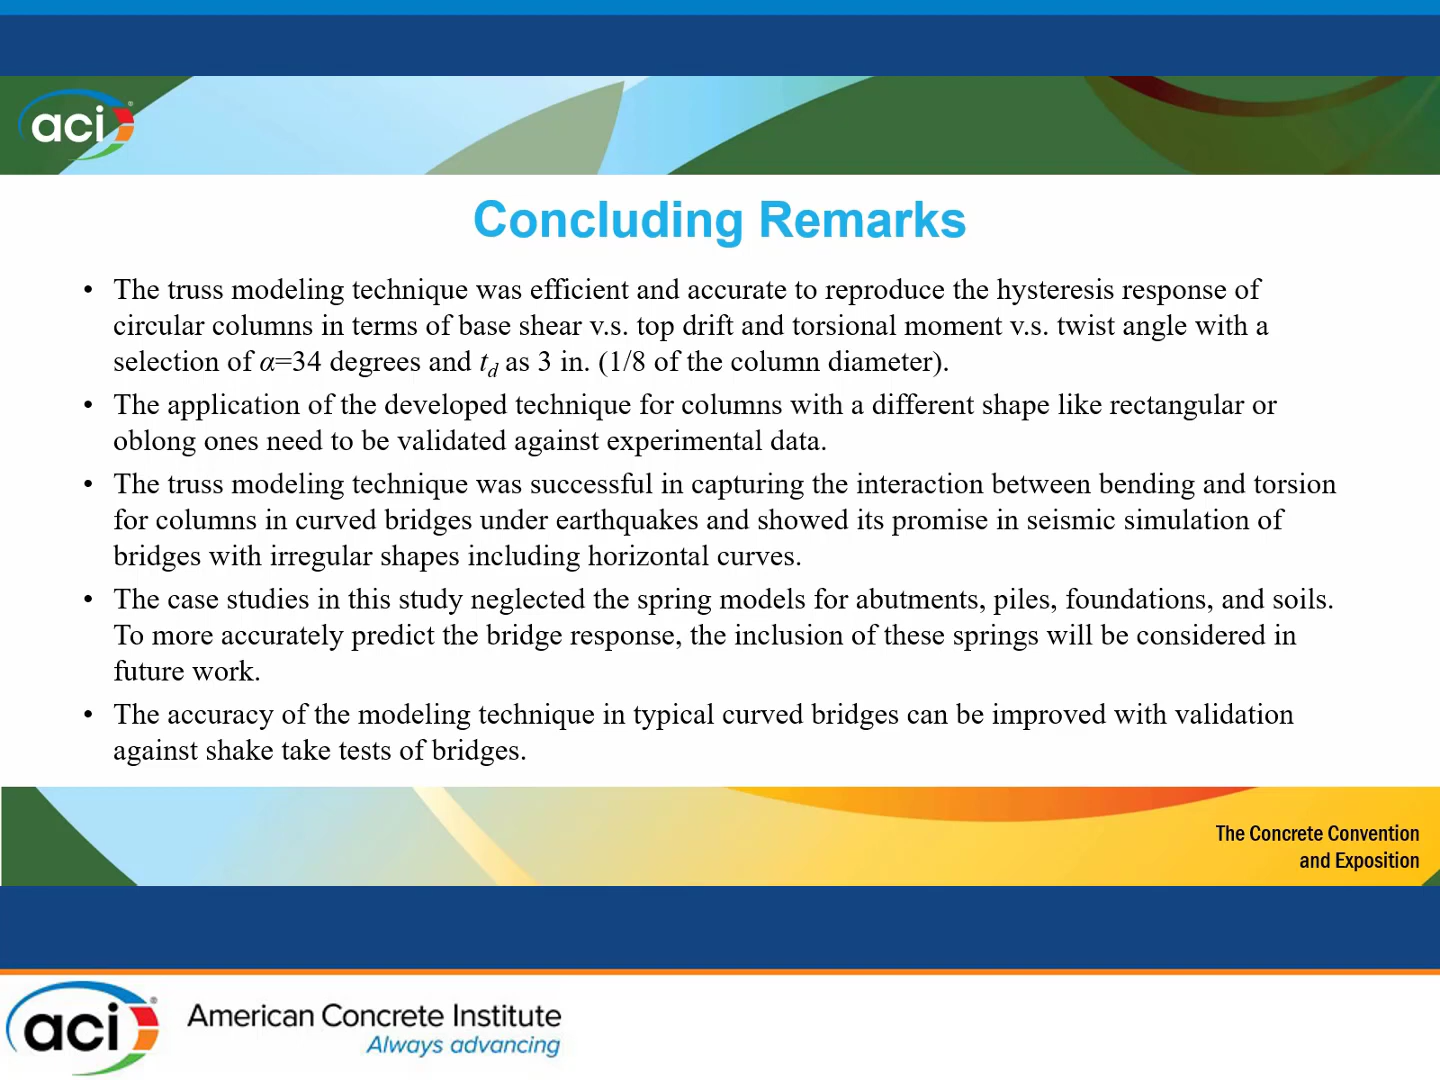 aci
Concluding Remarks
• The truss modeling technique was efficient and accurate to reproduce the hysteresis response of
circular columns in terms of base shear v.s. top drift and torsional moment v.s. twist angle with a
selection of α=34 degrees and td as 3 in. (1/8 of the column diameter).
• The application of the developed technique for columns with a different shape like rectangular or
oblong ones need to be validated against experimental data.
• The truss modeling technique was successful in capturing the interaction between bending and torsion
for columns in curved bridges under earthquakes and showed its promise in seismic simulation of
bridges with irregular shapes including horizontal curves.
• The case studies in this study neglected the spring models for abutments, piles, foundations, and soils.
To more accurately predict the bridge response, the inclusion of these springs will be considered in
future work.
• The accuracy of the modeling technique in typical curved bridges can be improved with validation
against shake take tests of bridges.
The Concrete Convention
and Exposition
aci®
American Concrete Institute
Always advancing